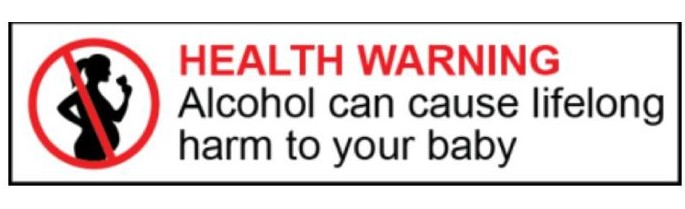 HEALTH WARNING
Alcohol can cause lifelong
harm to your baby